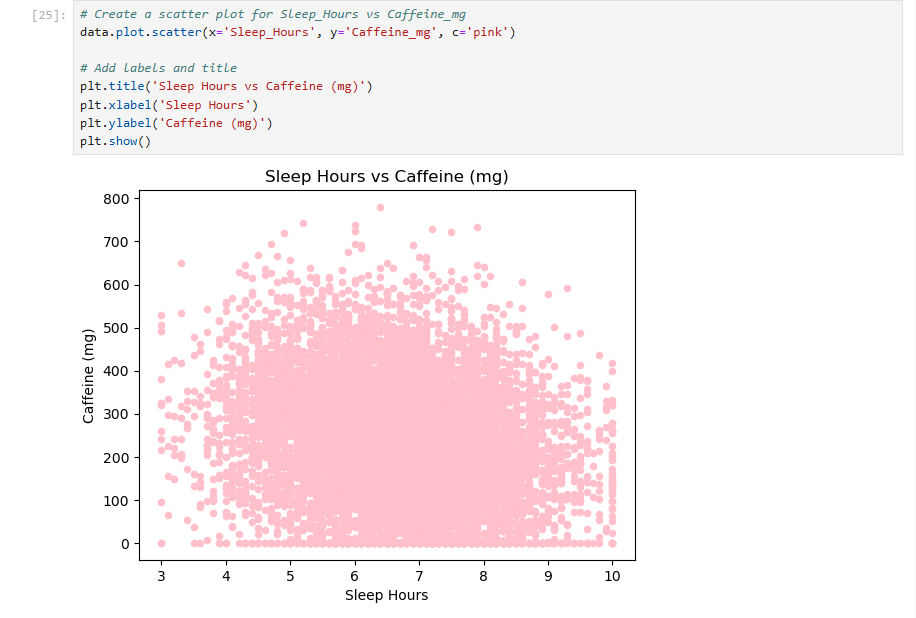 [25]:
# Create a scatter plot for Sleep_Hours vs Caffeine_mg
data.plot.scatter(x='Sleep_Hours', y='Caffeine_mg', c='pink')
# Add labels and title
plt.title('Sleep Hours vs Caffeine (mg)')
plt.xlabel('Sleep Hours')
plt.ylabel('Caffeine (mg)')
plt.show()
Sleep Hours vs Caffeine (mg)
Caffeine (mg)
800
700
600
500
400
300
200
100
0
3 4 5 6 7 8 9 10
Sleep Hours